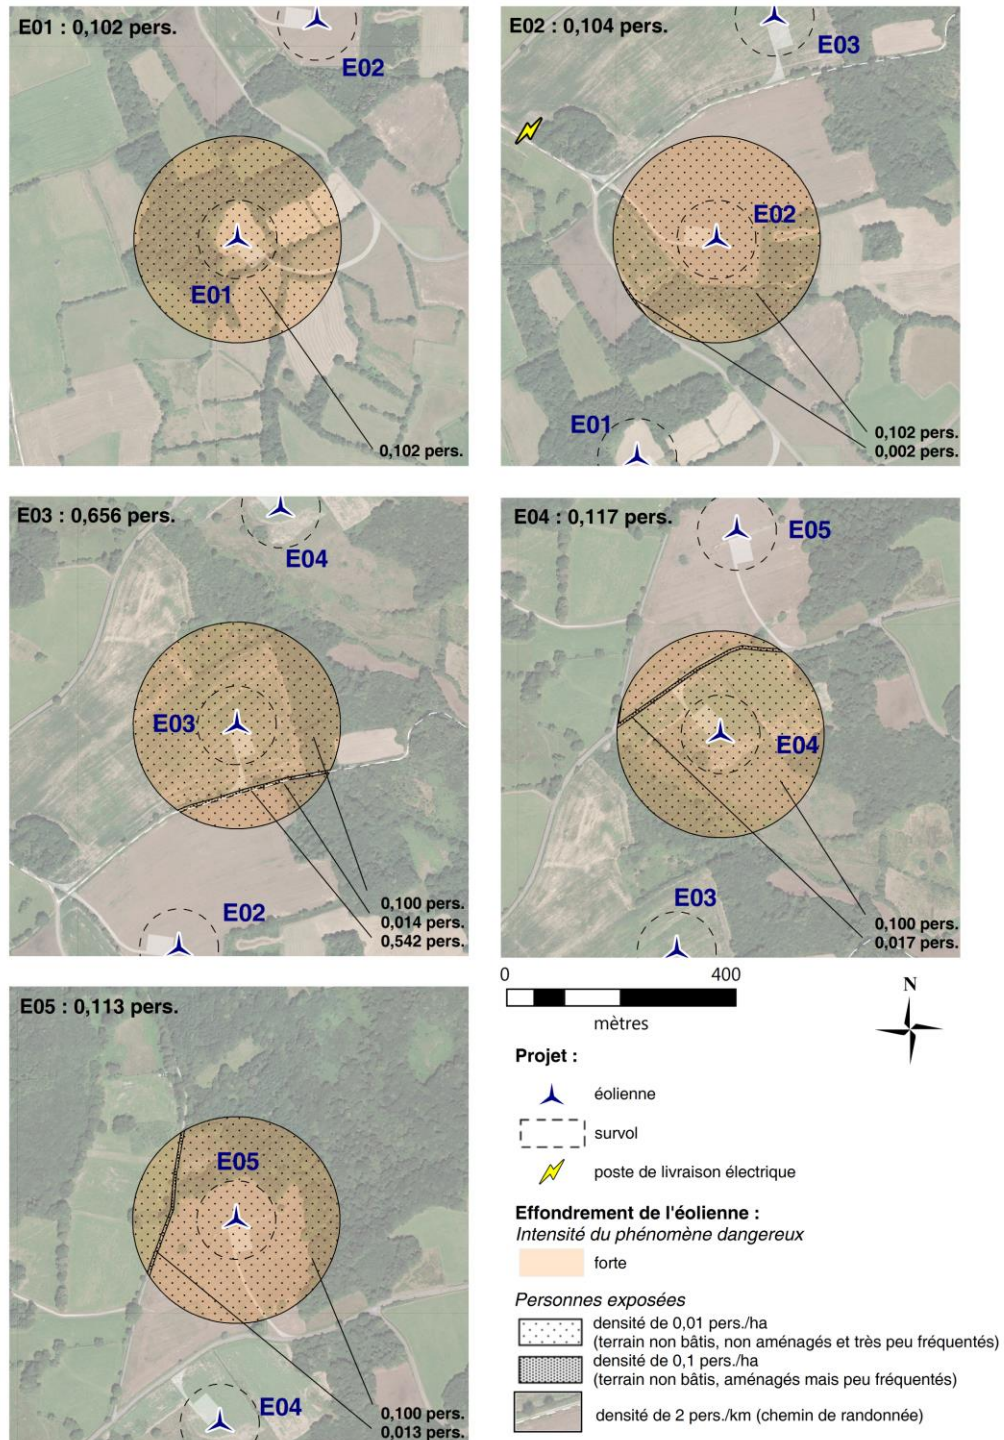 E01 : 0,102 pers.
E02
E01
0,102 pers.
E02 : 0,104 pers.
E03
E02
E01
0,102 pers.
0,002 pers.
E03 : 0,656 pers.
E04
E03
E02
0,100 pers.
0,014 pers.
0,542 pers.
E04 : 0,117 pers.
E05
E04
E03
0,100 pers.
0,017 pers.
E05 : 0,113 pers.
E05
E04
0,100 pers.
0,013 pers.
0 400
mètres
N
Projet :
éolienne
survol
poste de livraison électrique
Effondrement de l'éolienne :
Intensité du phénomène dangereux
forte
Personnes exposées
densité de 0,01 pers./ha
(terrain non bâtis, non aménagés et très peu fréquentés)
densité de 0,1 pers./ha
(terrain non bâtis, aménagés mais peu fréquentés)
densité de 2 pers./km (chemin de randonnée)